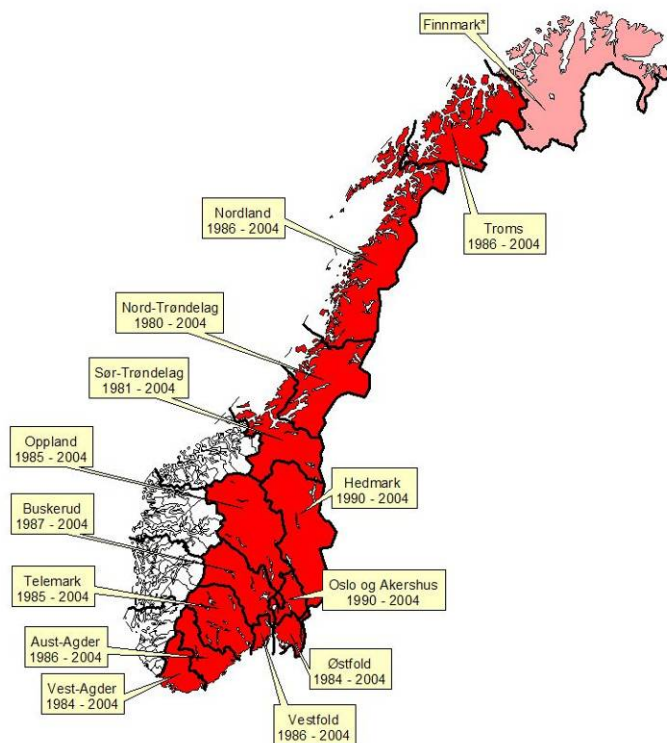 Finnmark*
Troms
1986 - 2004
Nordland
1986 - 2004
Nord-Trøndelag
1980 - 2004
Sør-Trøndelag
1981 - 2004
Oppland
1985 - 2004
Hedmark
1990 - 2004
Buskerud
1987 - 2004
Telemark
1985 - 2004
Oslo og Akershus
1990 - 2004
Aust-Agder
1986 - 2004
Østfold
1984 - 2004
Vest-Agder
1984 - 2004
Vestfold
1986 - 2004